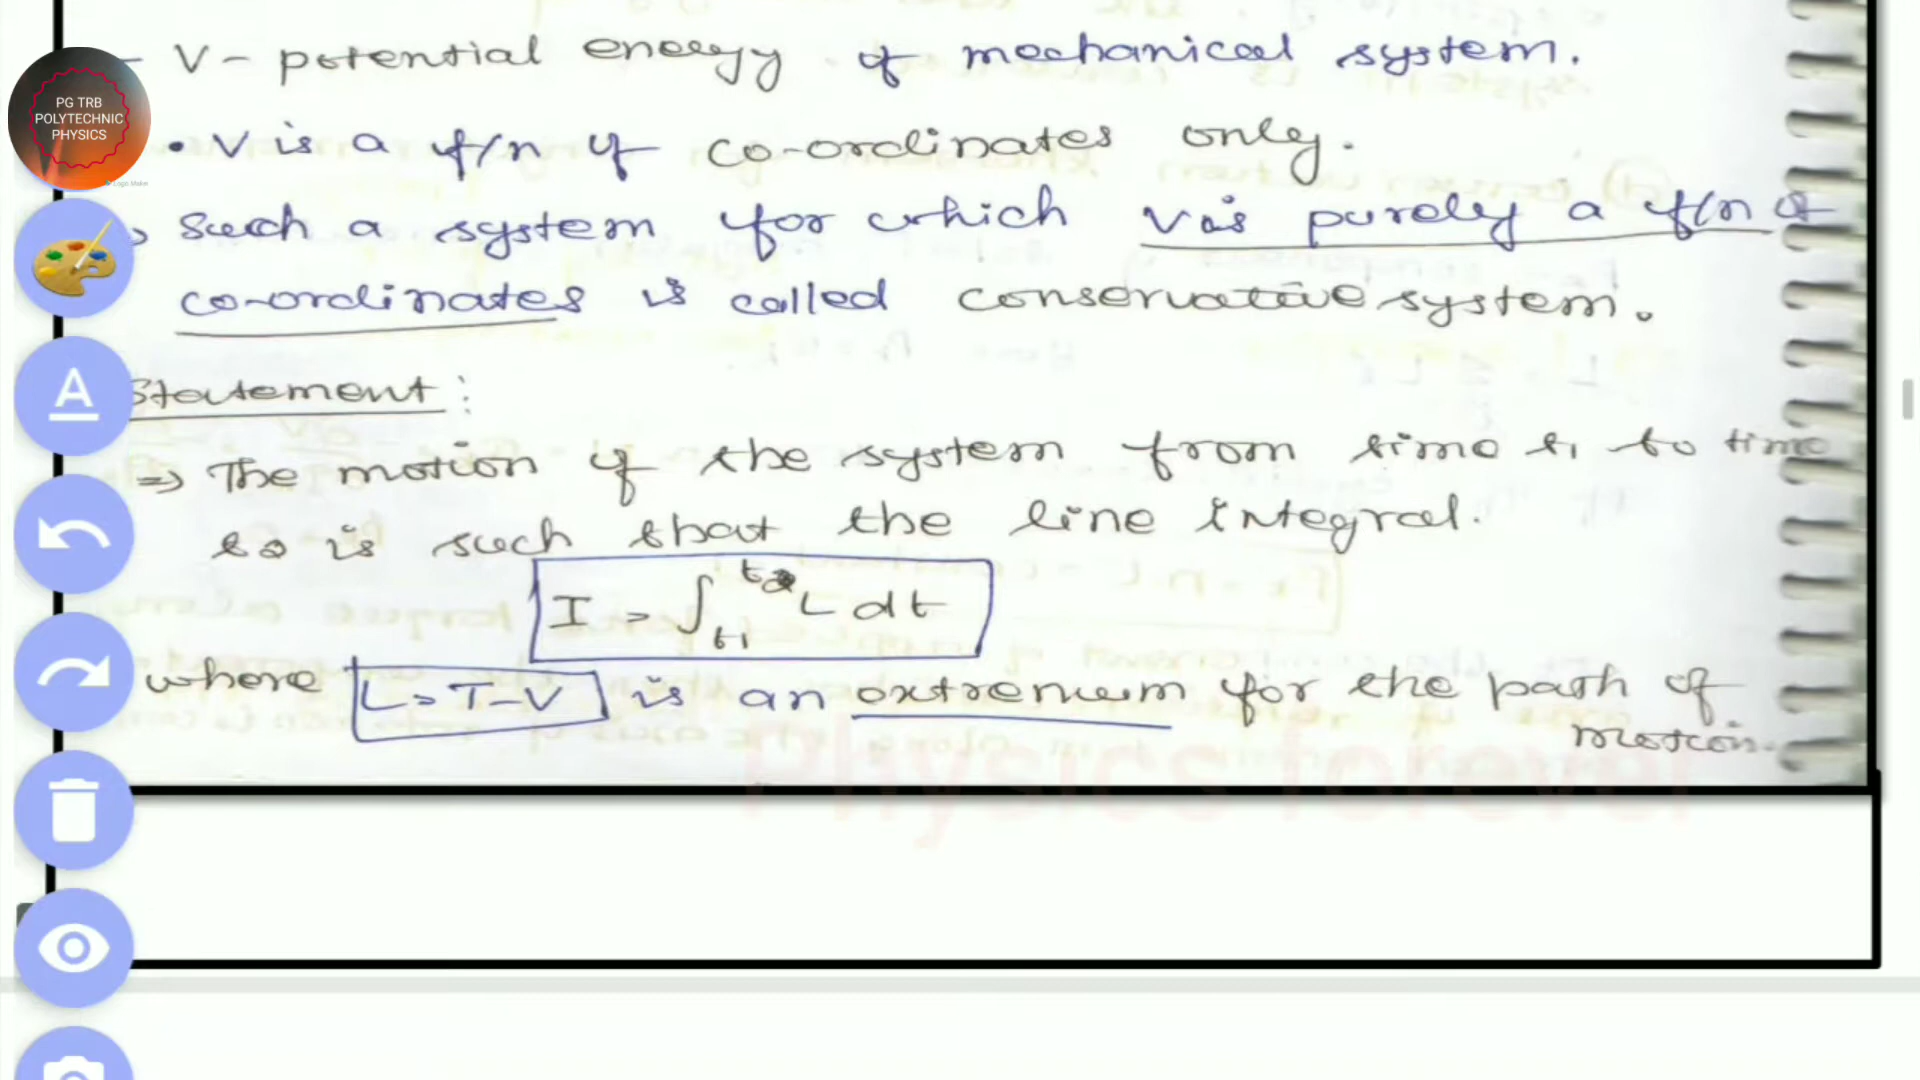 V - potential energy of mechanical system.
PG TRB
POLYTECHNIC
PHYSICS
• V is a f/n of co-ordinates only.
Such a system for which V is purely a f/n of
co-ordinates is called conservative system.
A
Statement :
⇒ The motion of the system from time t1 to time
t2 is such that the line integral.
I = ∫ t1 t2 L dt
where L = T - V is an extremum for the path of
motion.
Physics forever